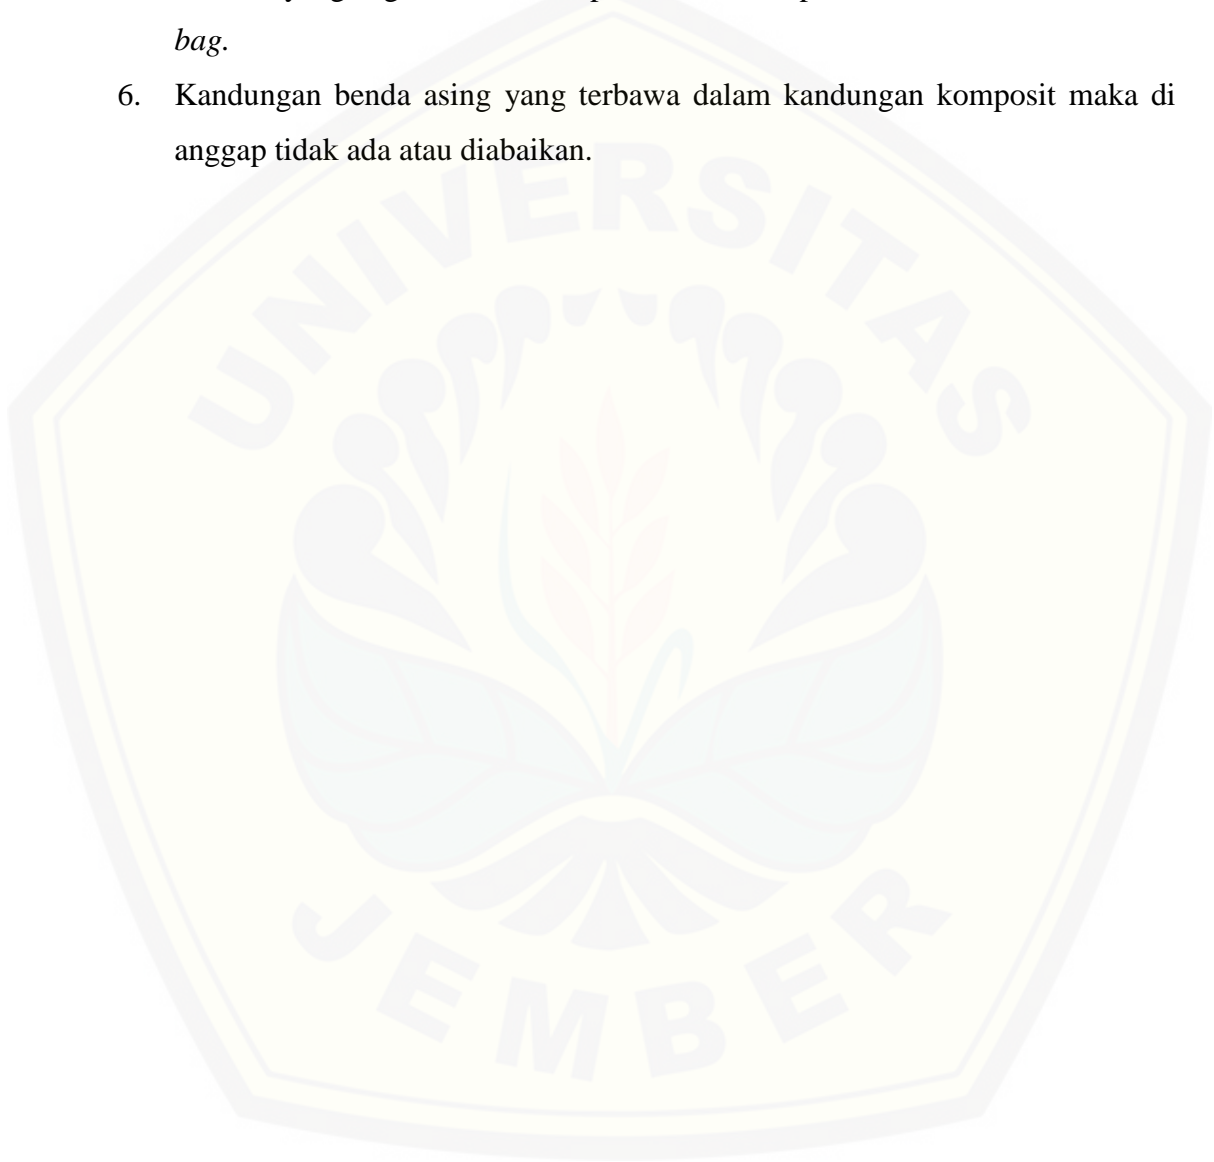 bag.
6. Kandungan benda asing yang terbawa dalam kandungan komposit maka di
anggap tidak ada atau diabaikan.
UNIVERSITAS
JEMBER